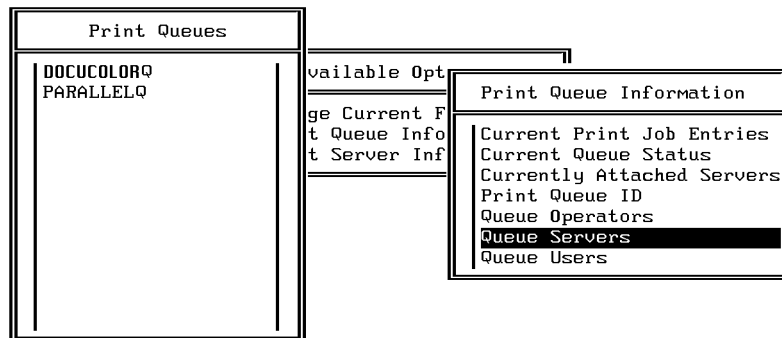 Print Queues
DOCUCOLORQ
PARALLELQ
vailable Opt
ge Current F
t Queue Info
t Server Inf
Print Queue Information
Current Print Job Entries
Current Queue Status
Currently Attached Servers
Print Queue ID
Queue Operators
Queue Servers
Queue Users